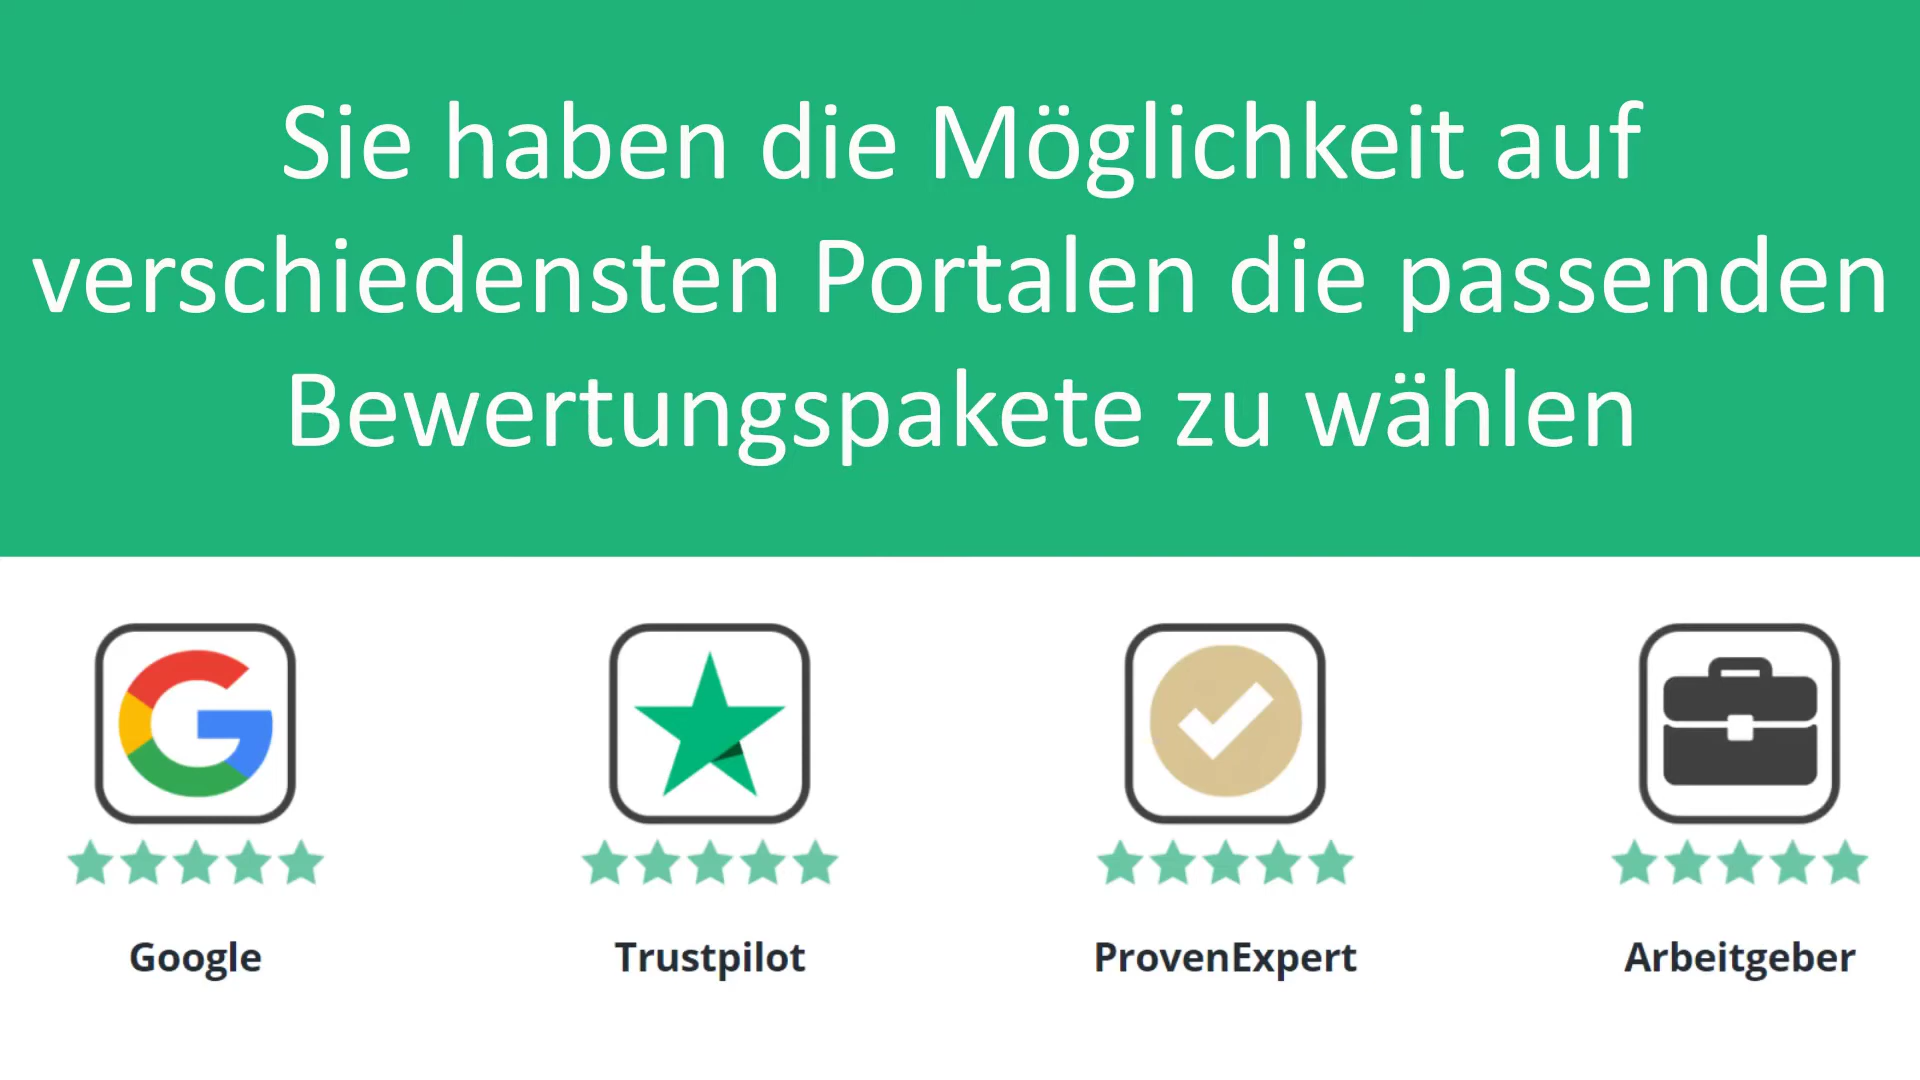 Sie haben die Möglichkeit auf
verschiedensten Portalen die passenden
Bewertungspakete zu wählen
Google
Trustpilot
ProvenExpert
Arbeitgeber